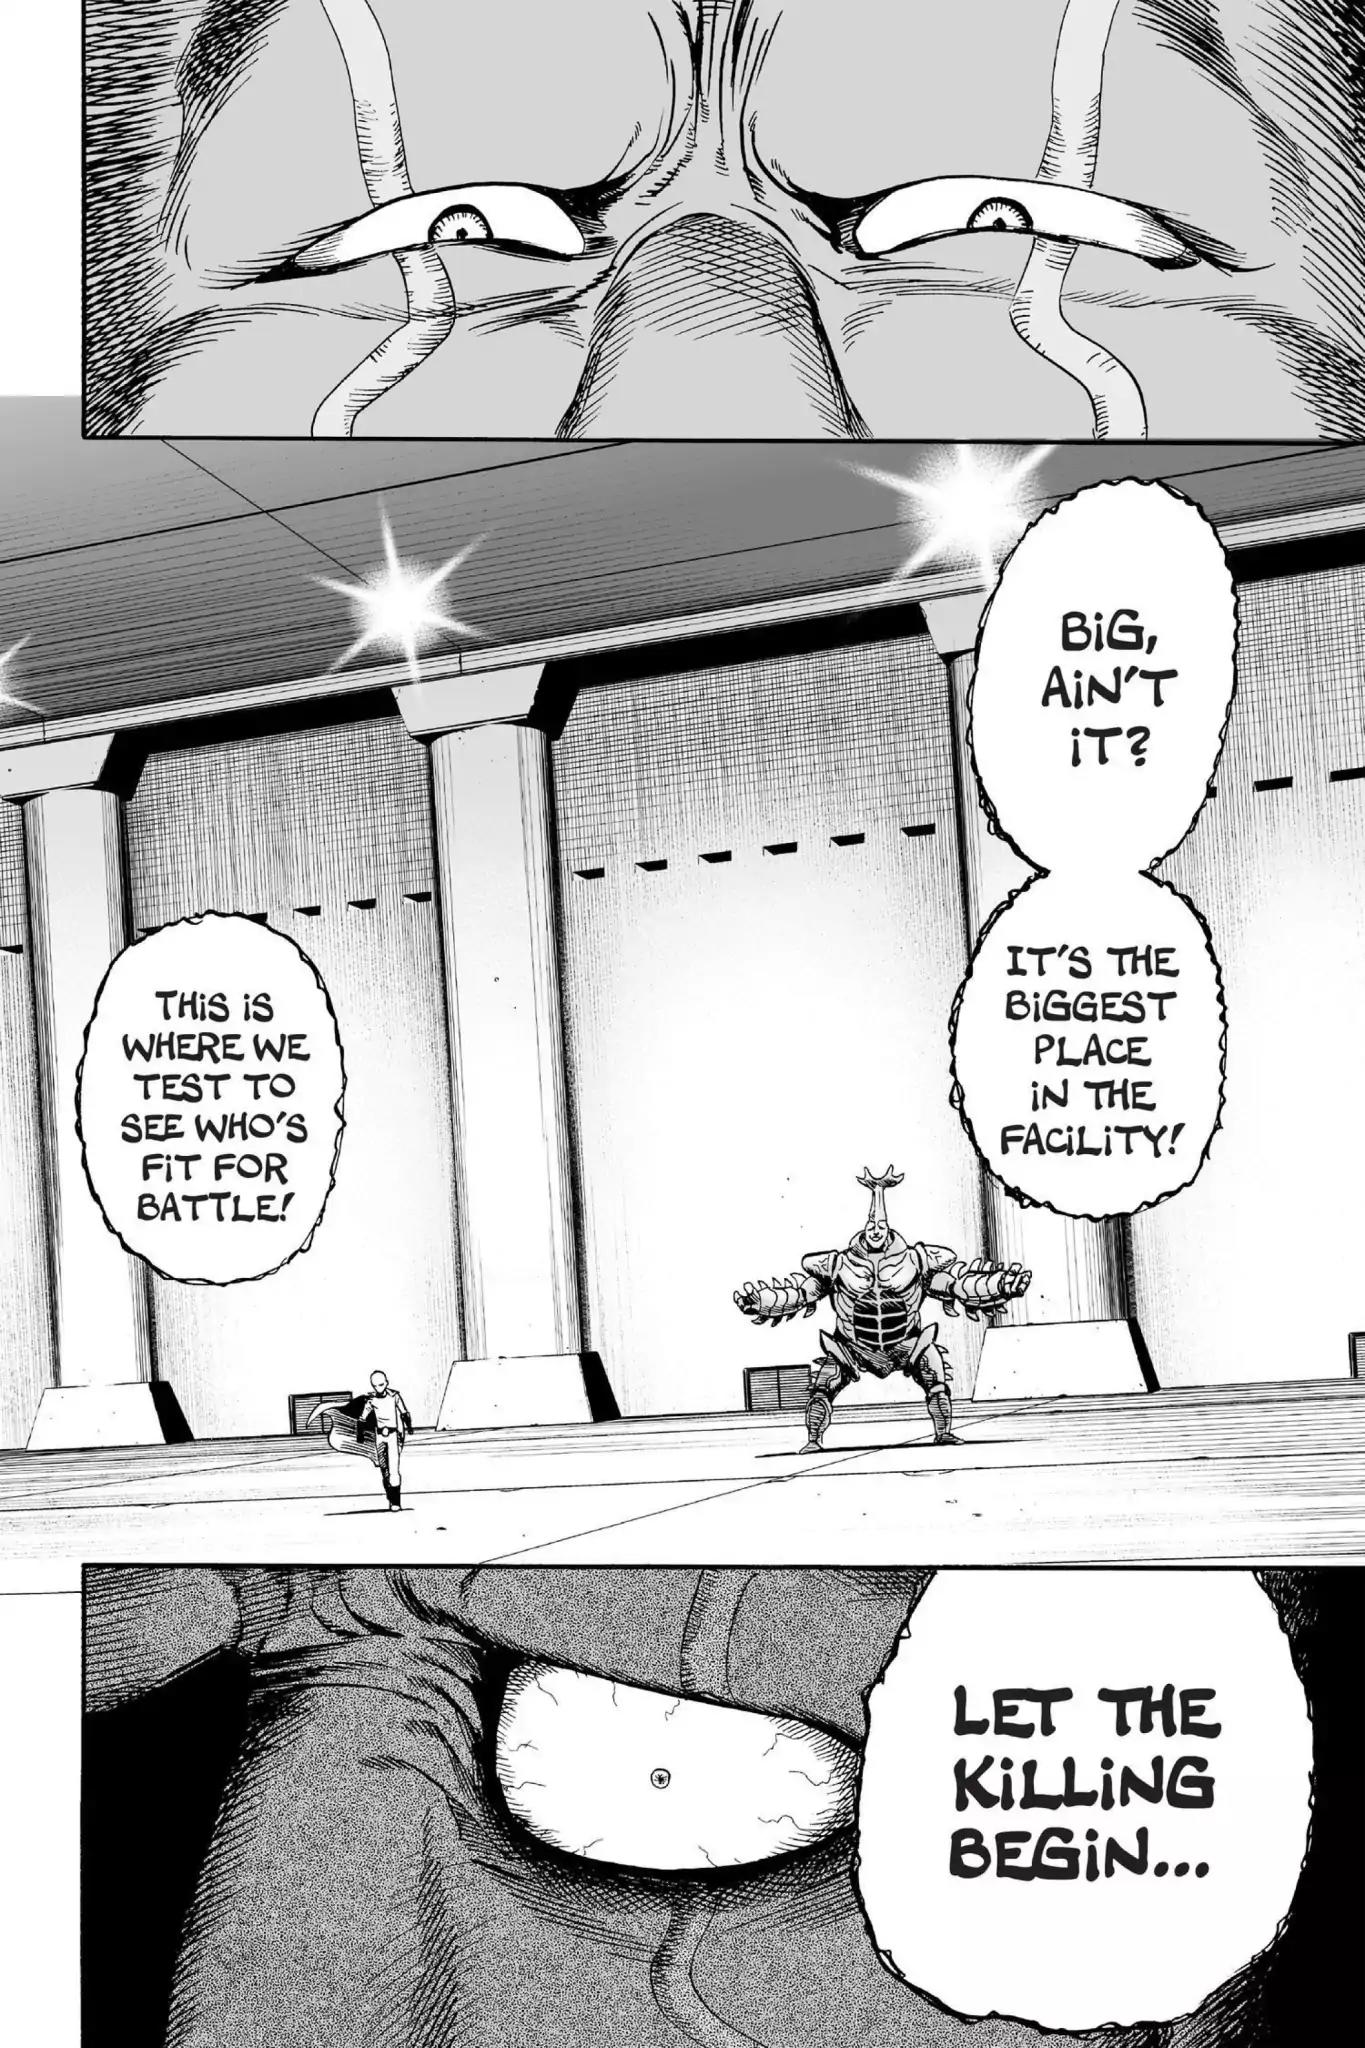 BIG,
AIN'T
IT?
IT'S THE
BIGGEST
PLACE
IN THE
FACILITY!
THIS IS
WHERE WE
TEST TO
SEE WHO'S
FIT FOR
BATTLE!
LET THE
KILLING
BEGIN...